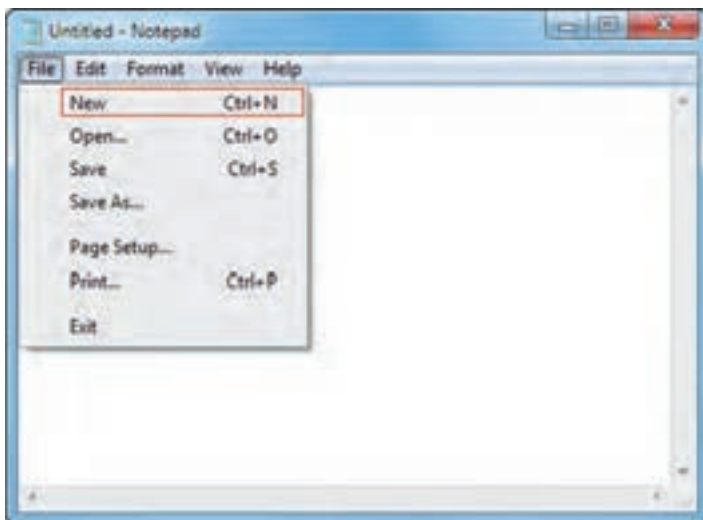 Untitled - Notepad
File Edit Format View Help
New Ctrl+N
Open... Ctrl+O
Save Ctrl+S
Save As...
Page Setup...
Print... Ctrl+P
Exit